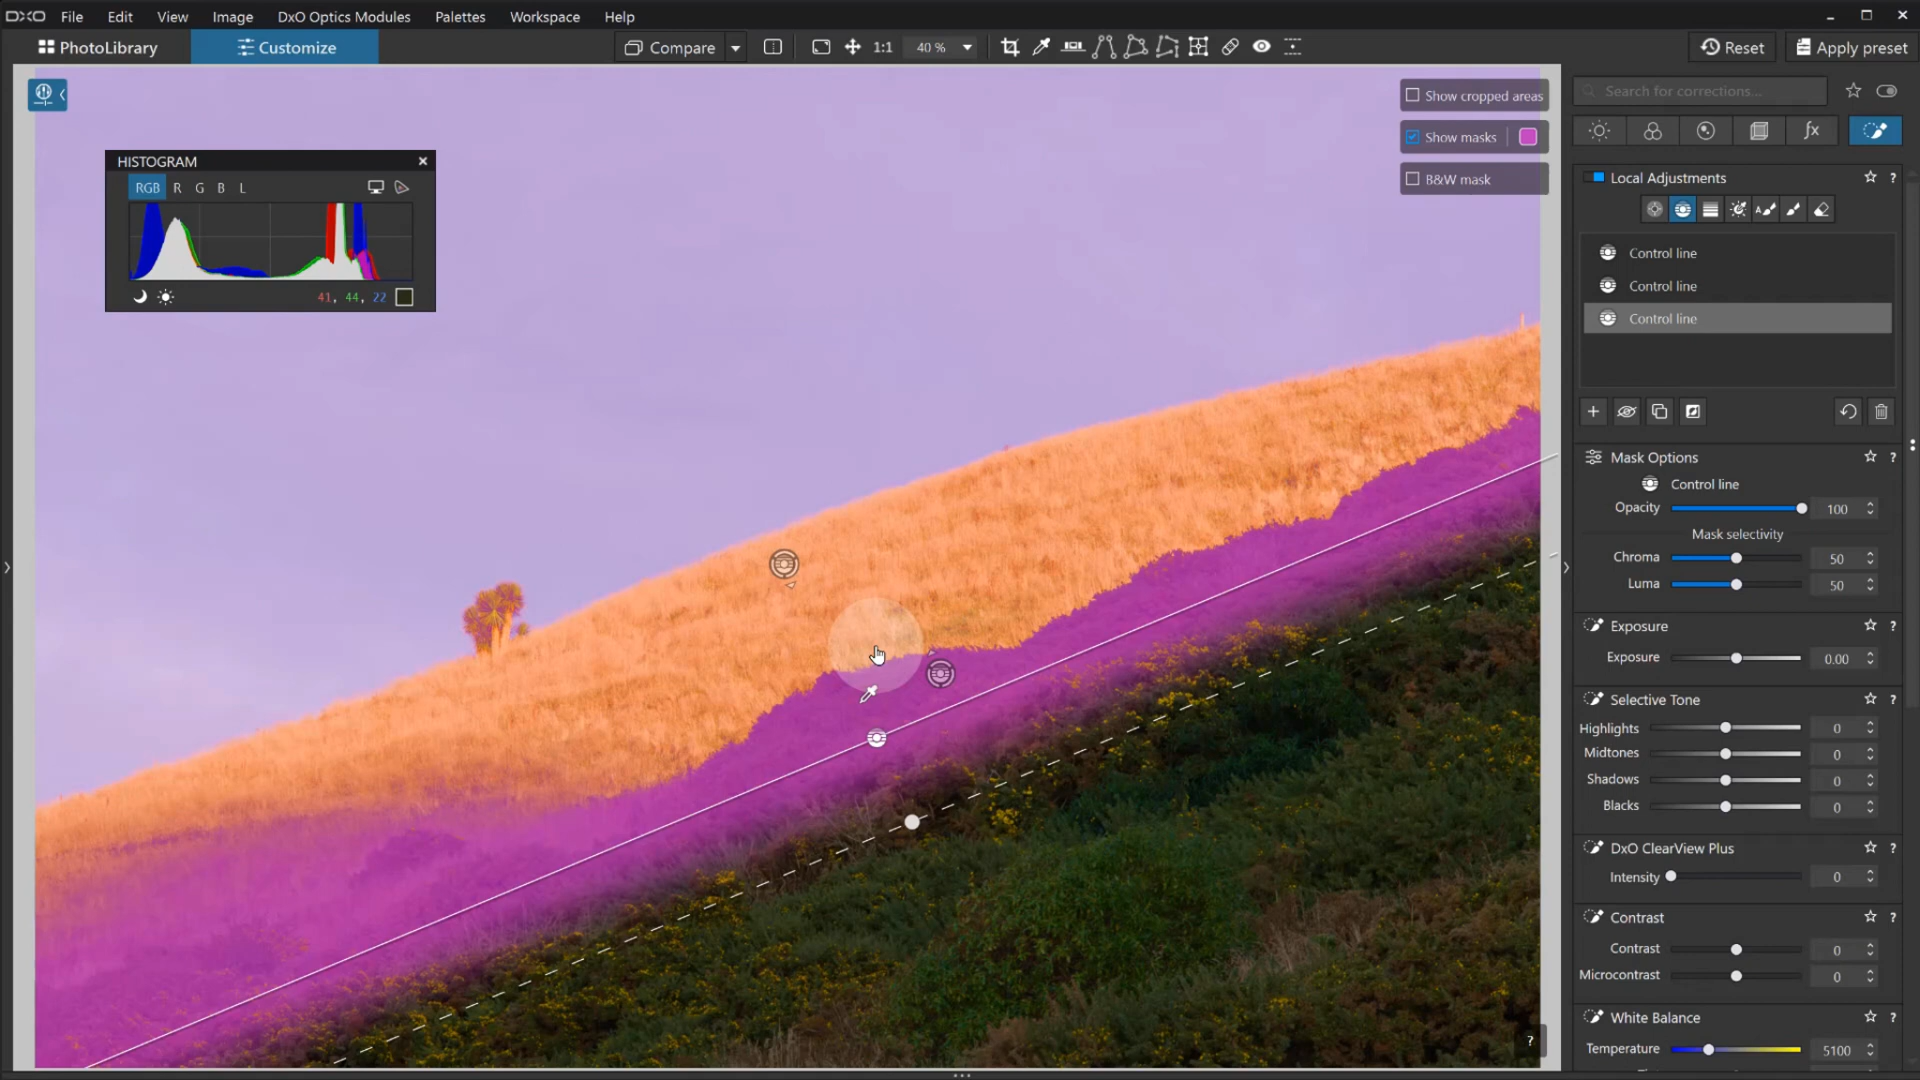 DXO File Edit View Image DxO Optics Modules Palettes Workspace Help
PhotoLibrary Customize Compare 1:1 40 % Reset Apply preset
Show cropped areas
Show masks
B&W mask
HISTOGRAM
RGB R G B L
41, 44, 22
?
Search for corrections...
fx
Local Adjustments ?
A
Control line
Control line
Control line
Mask Options ?
Control line
Opacity 100
Mask selectivity
Chroma 50
Luma 50
Exposure ?
Exposure 0.00
Selective Tone ?
Highlights 0
Midtones 0
Shadows 0
Blacks 0
DxO ClearView Plus ?
Intensity 0
Contrast ?
Contrast 0
Microcontrast 0
White Balance ?
Temperature 5100